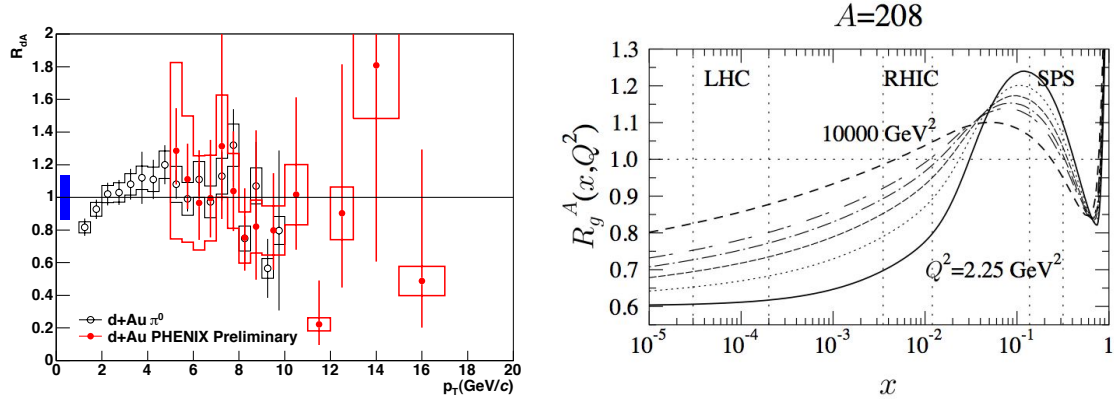 R_dA
2
1.8
1.6
1.4
1.2
1
0.8
0.6
0.4
0.2
0
d+Au π⁰
d+Au PHENIX Preliminary
0 2 4 6 8 10 12 14 16 18 20
p_T(GeV/c)
A=208
R_g^A(x,Q²)
1.3
1.2
1.1
1.0
0.9
0.8
0.7
0.6
LHC RHIC SPS
10000 GeV²
Q²=2.25 GeV²
10⁻⁵ 10⁻⁴ 10⁻³ 10⁻² 10⁻¹ 1
x